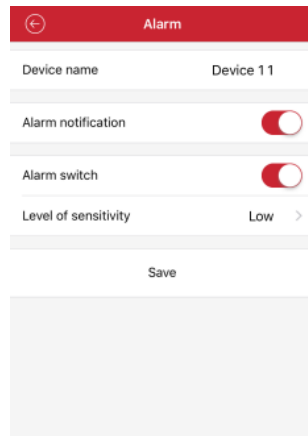 Alarm
Device name Device 11
Alarm notification
Alarm switch
Level of sensitivity Low
Save